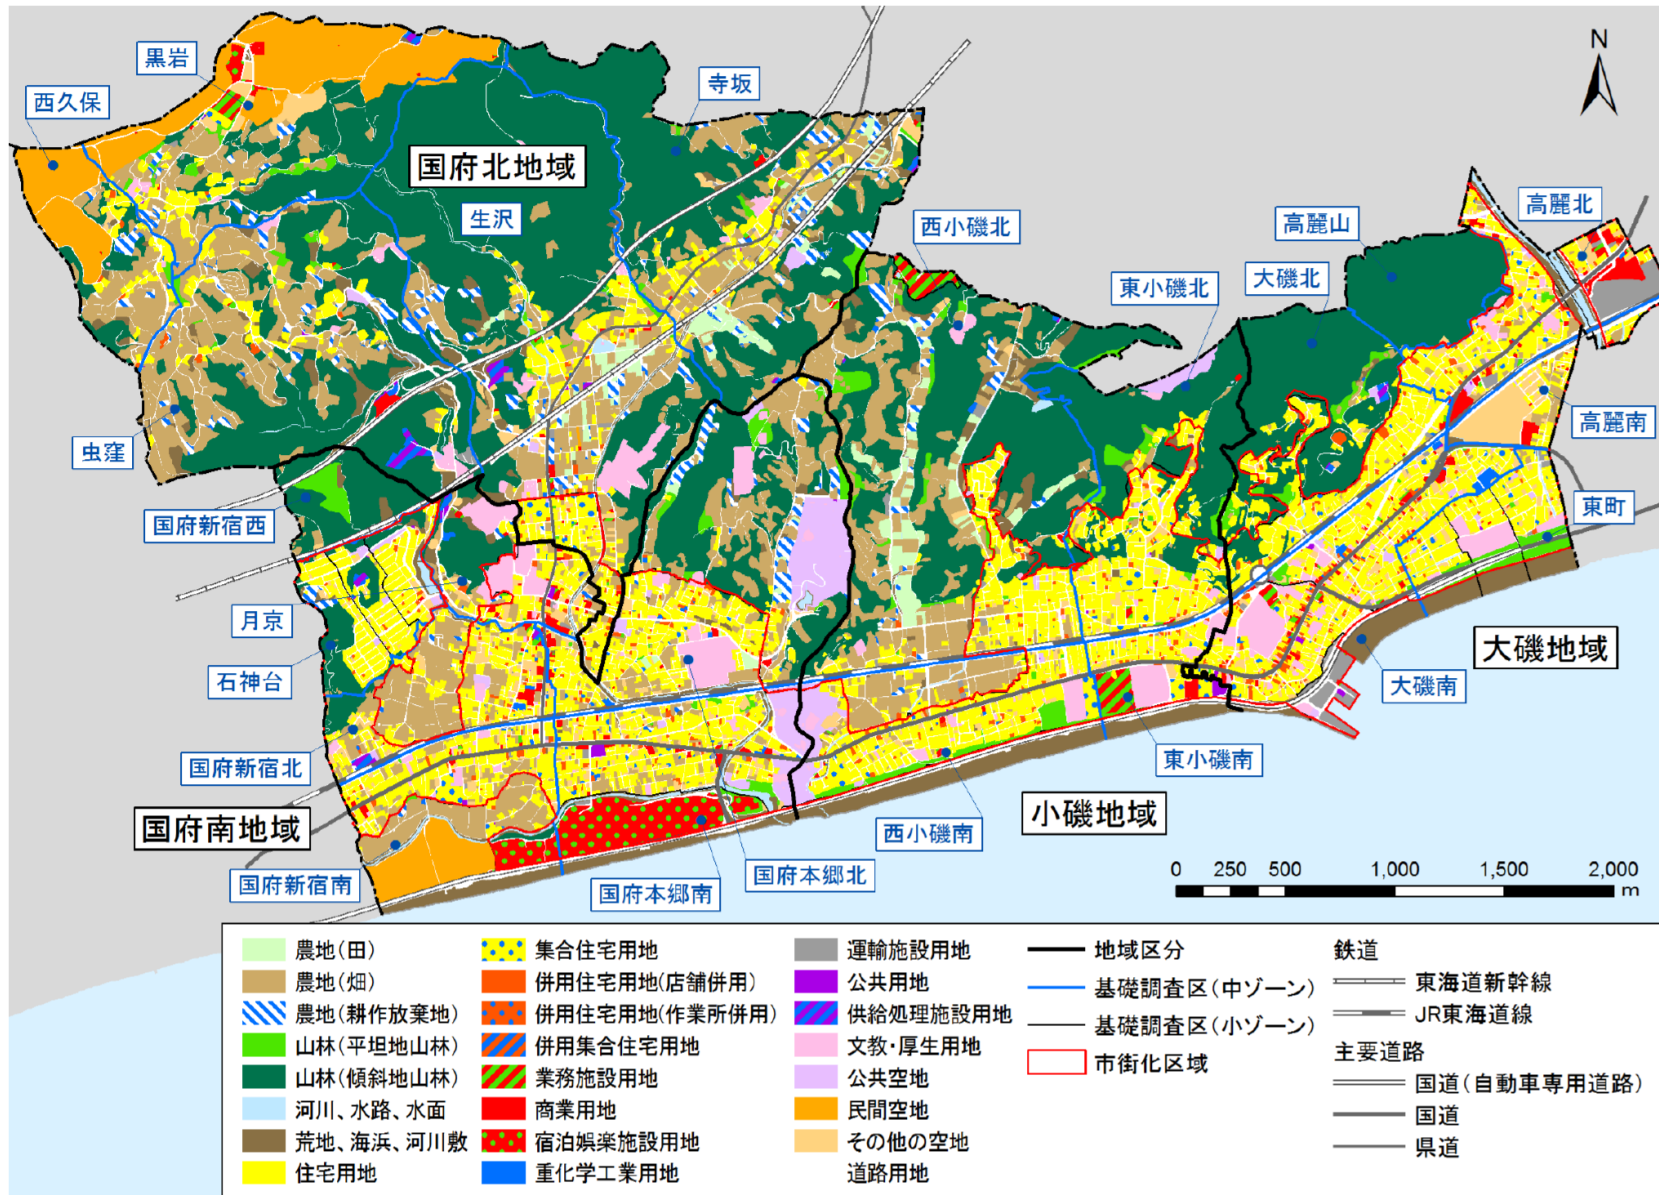 N
黒岩
西久保
寺坂
国府北地域
生沢
西小磯北
高麗山
高麗北
大磯北
東小磯北
虫窪
高麗南
国府新宿西
東町
月京
石神台
大磯地域
大磯南
国府新宿北
東小磯南
国府南地域
小磯地域
西小磯南
国府新宿南
国府本郷南
国府本郷北
0 250 500 1,000 1,500 2,000
m
農地(田)
農地(畑)
農地(耕作放棄地)
山林(平坦地山林)
山林(傾斜地山林)
河川、水路、水面
荒地、海浜、河川敷
住宅用地
集合住宅用地
併用住宅用地(店舗併用)
併用住宅用地(作業所併用)
併用集合住宅用地
業務施設用地
商業用地
宿泊娯楽施設用地
重化学工業用地
運輸施設用地
公共用地
供給処理施設用地
文教・厚生用地
公共空地
民間空地
その他の空地
道路用地
地域区分
基礎調査区(中ゾーン)
基礎調査区(小ゾーン)
市街化区域
鉄道
東海道新幹線
JR東海道線
主要道路
国道(自動車専用道路)
国道
県道